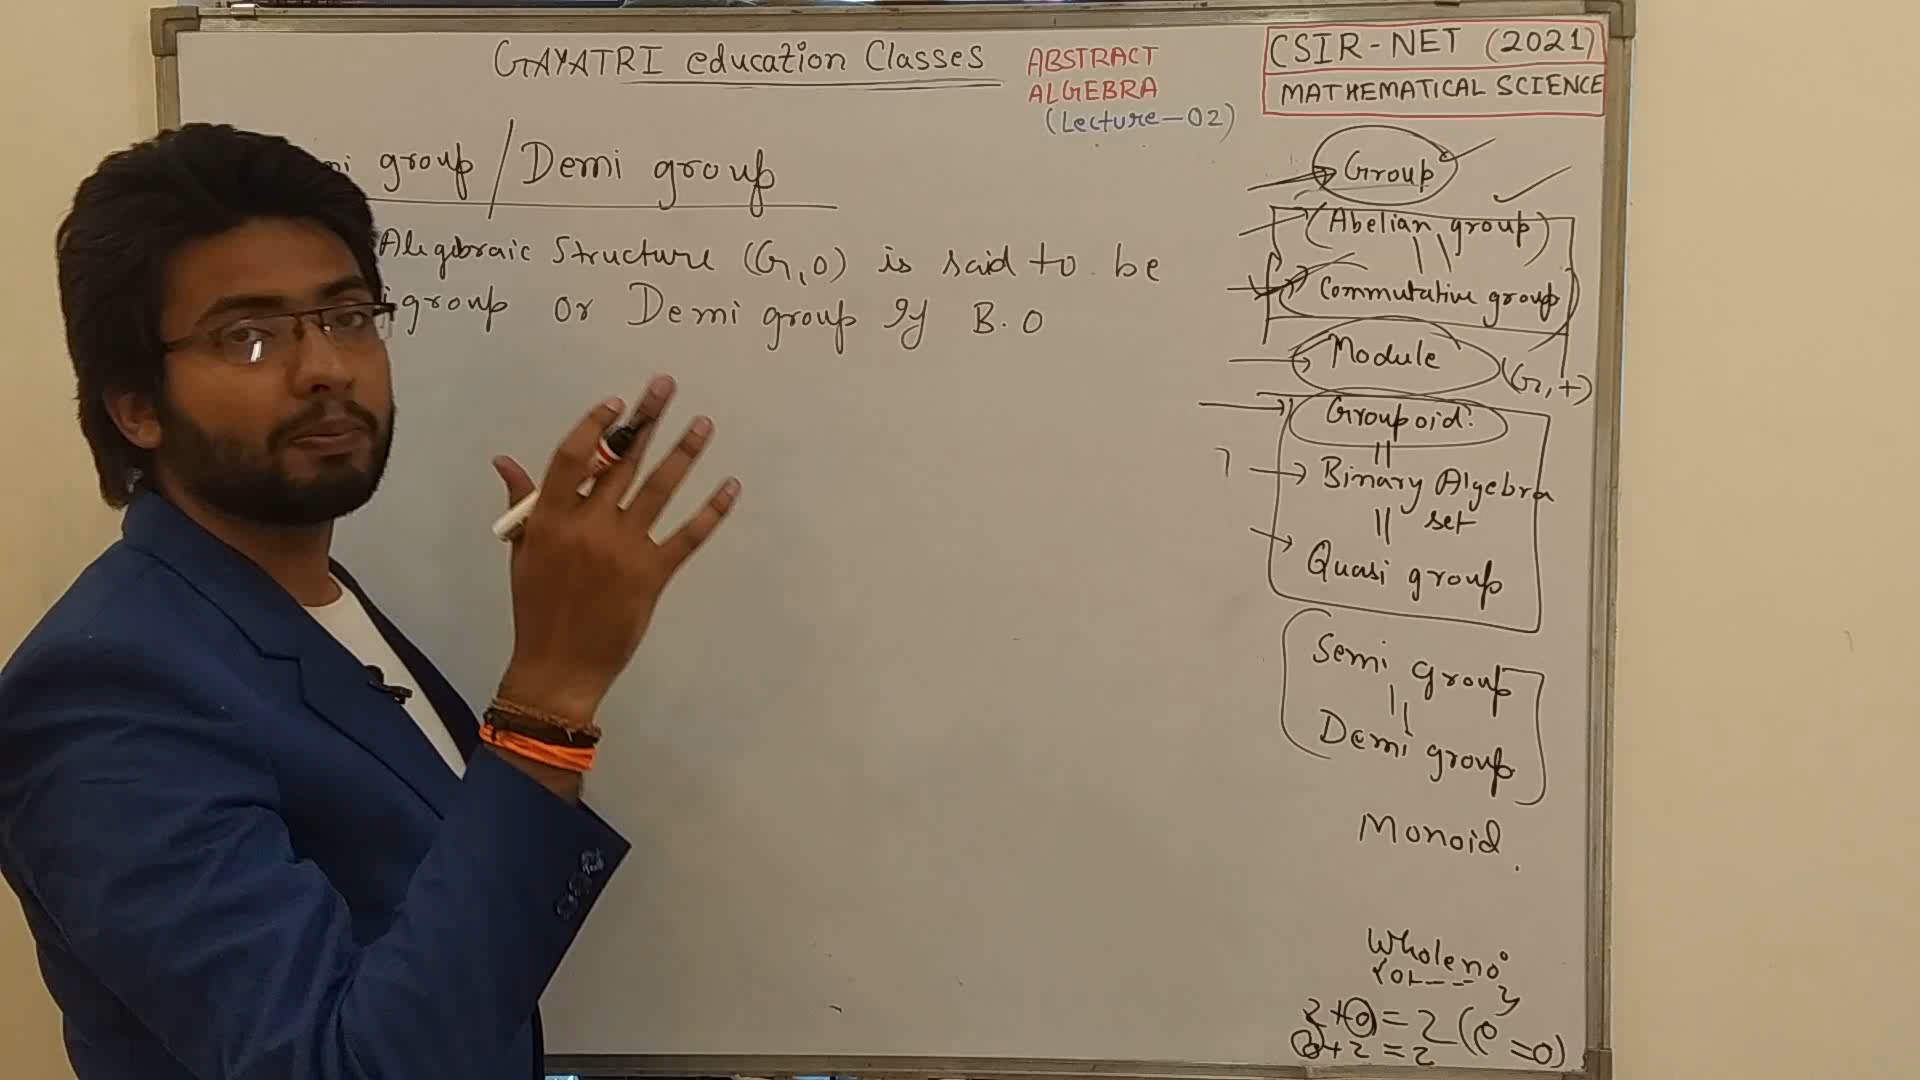 GAYATRI education Classes
ABSTRACT
ALGEBRA
(Lecture-02)
CSIR-NET (2021)
MATHEMATICAL SCIENCE
mi group / Demi group
Algebraic Structure (G, o) is said to be
igroup or Demi group If B.O
Group
(Abelian group)
Commutative group
Module
(G, +)
Groupoid.
Binary Algebra
set
Quasi group
Semi group
Demi group
Monoid.
Whole no
2+0=2 (e=0)
0+2=2